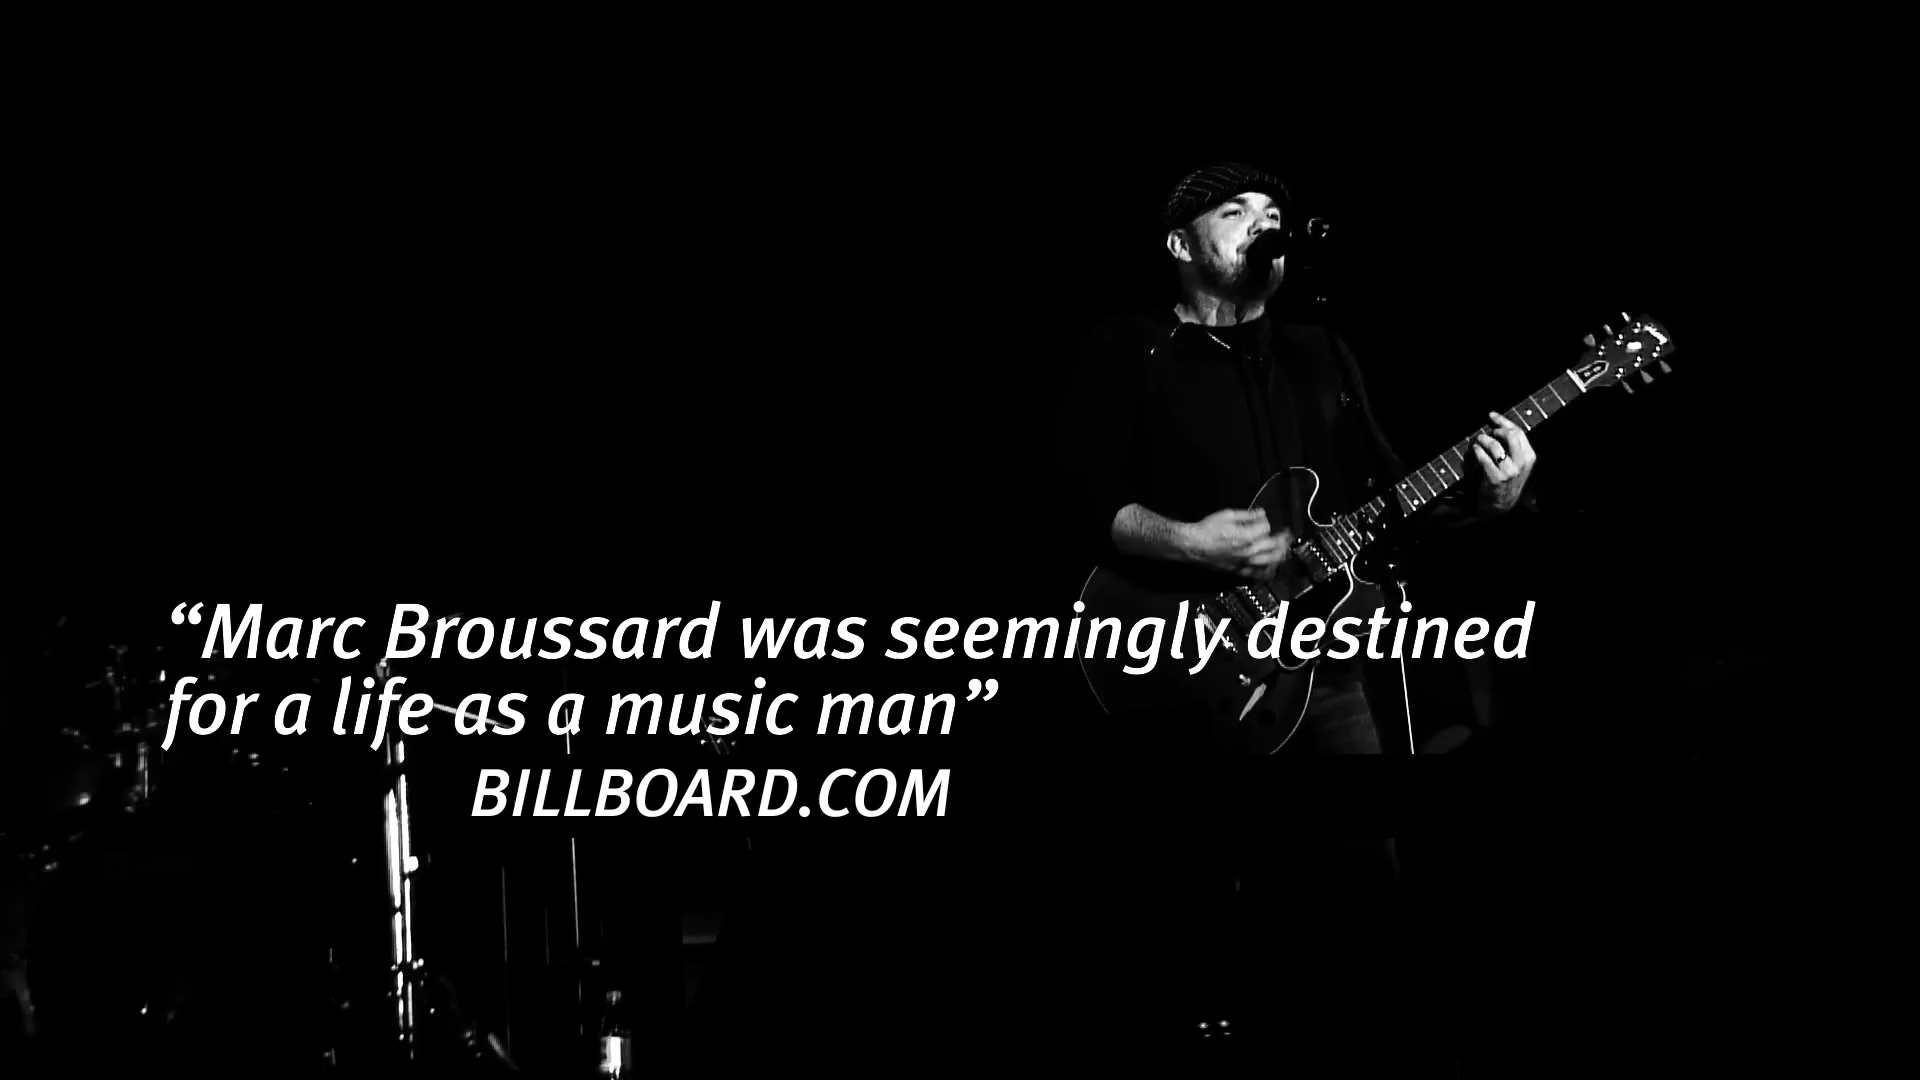 “Marc Broussard was seemingly destined
for a life as a music man”
BILLBOARD.COM